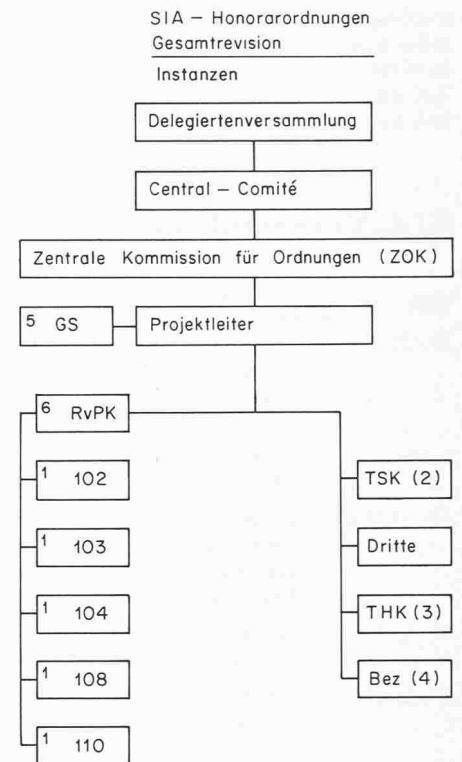 SIA – Honorarordnungen
Gesamtrevision
Instanzen
Delegiertenversammlung
Central – Comité
Zentrale Kommission für Ordnungen (ZOK)
5 GS
Projektleiter
6 RvPK
1 102
1 103
1 104
1 108
1 110
TSK (2)
Dritte
THK (3)
Bez (4)